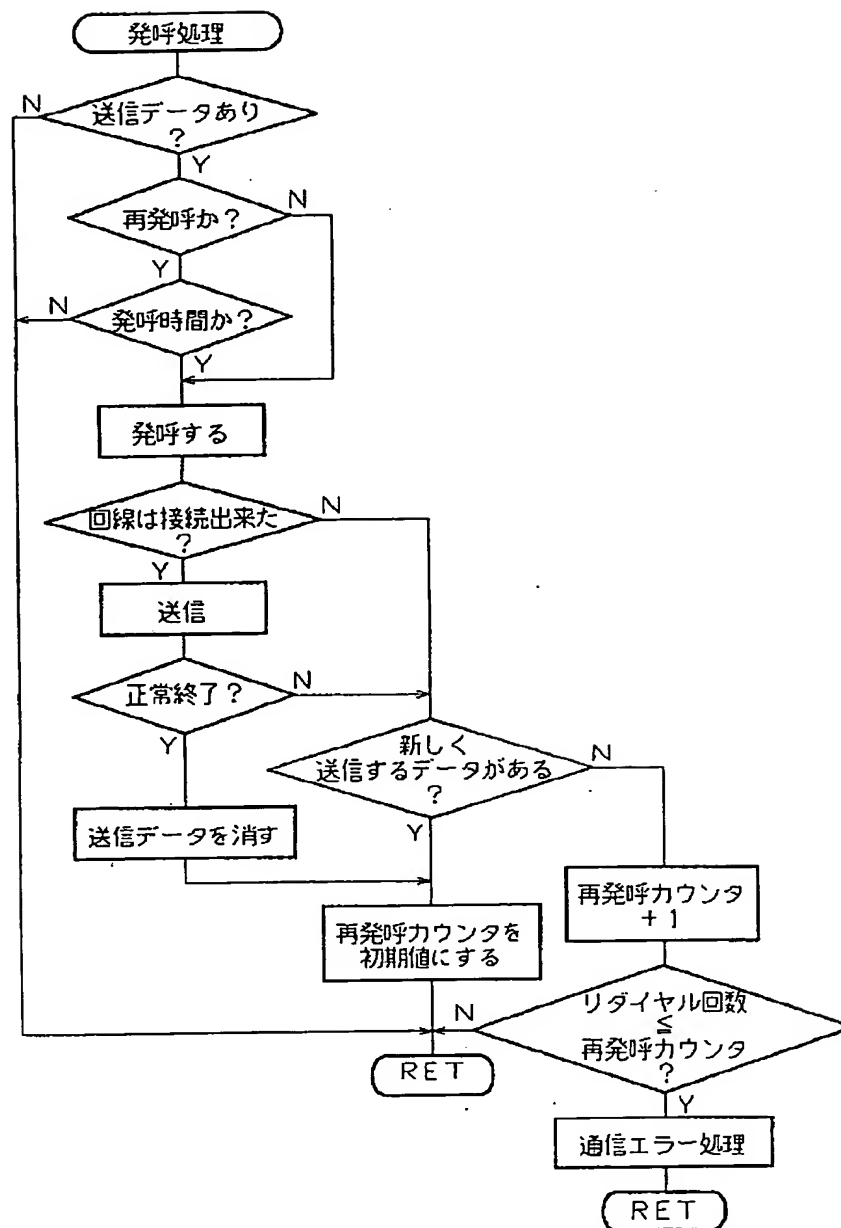 発呼処理
N
送信データあり
?
Y
再発呼か?
N
Y
N
発呼時間か?
Y
発呼する
回線は接続出来た
?
N
Y
送信
正常終了?
N
Y
新しく
送信するデータがある
?
N
Y
送信データを消す
再発呼カウンタ
+1
再発呼カウンタを
初期値にする
N
リダイヤル回数
≦
再発呼カウンタ
?
RET
Y
通信エラー処理
RET